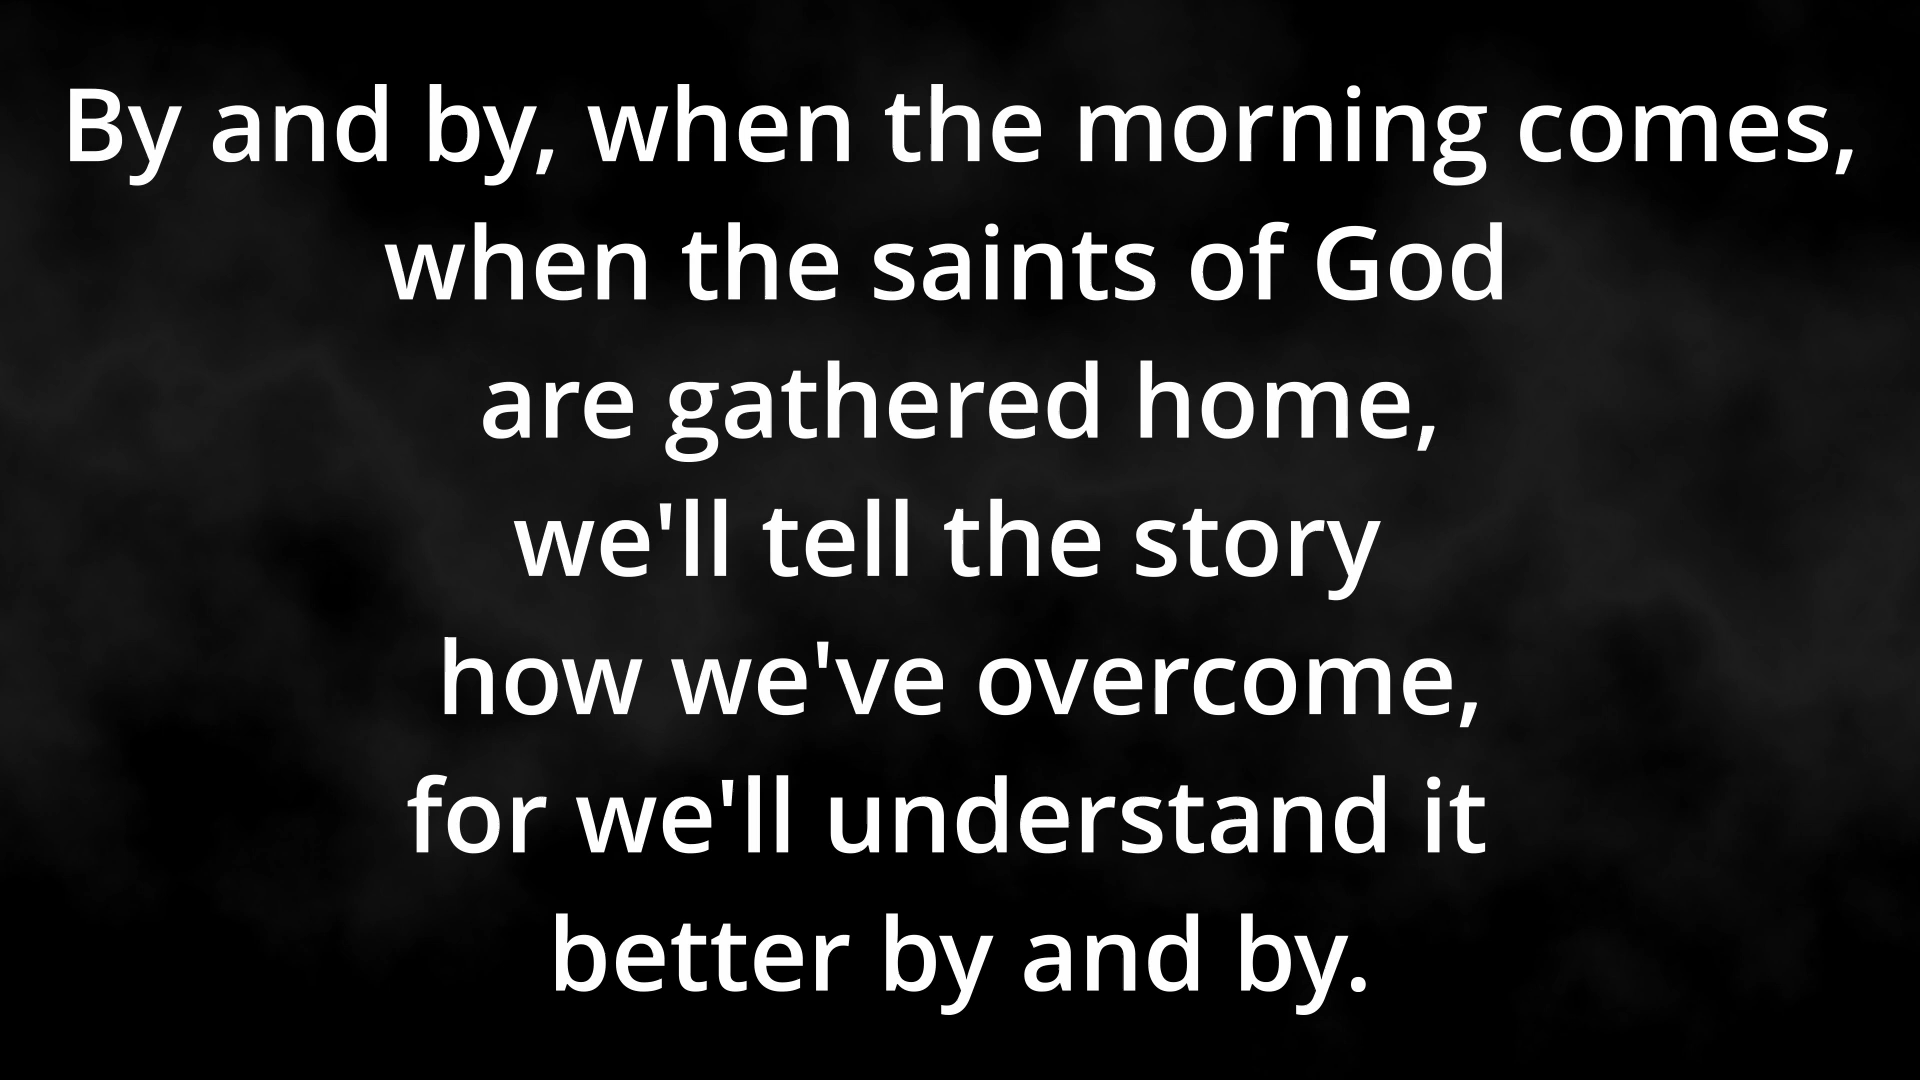 By and by, when the morning comes,
when the saints of God
are gathered home,
we'll tell the story
how we've overcome,
for we'll understand it
better by and by.